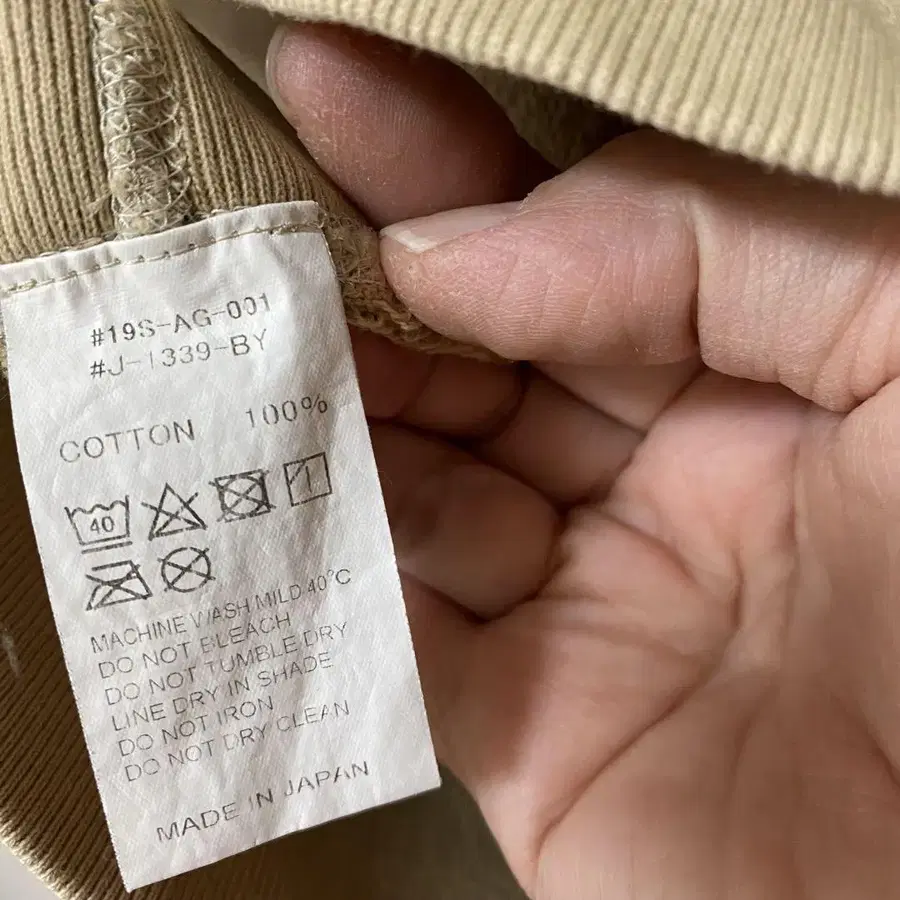 #19S-AG-001
#J-1339-BY
COTTON 100%
40
MACHINE WASH MILD 40°C
DO NOT BLEACH
DO NOT TUMBLE DRY
LINE DRY IN SHADE
DO NOT IRON
DO NOT DRY CLEAN
MADE IN JAPAN